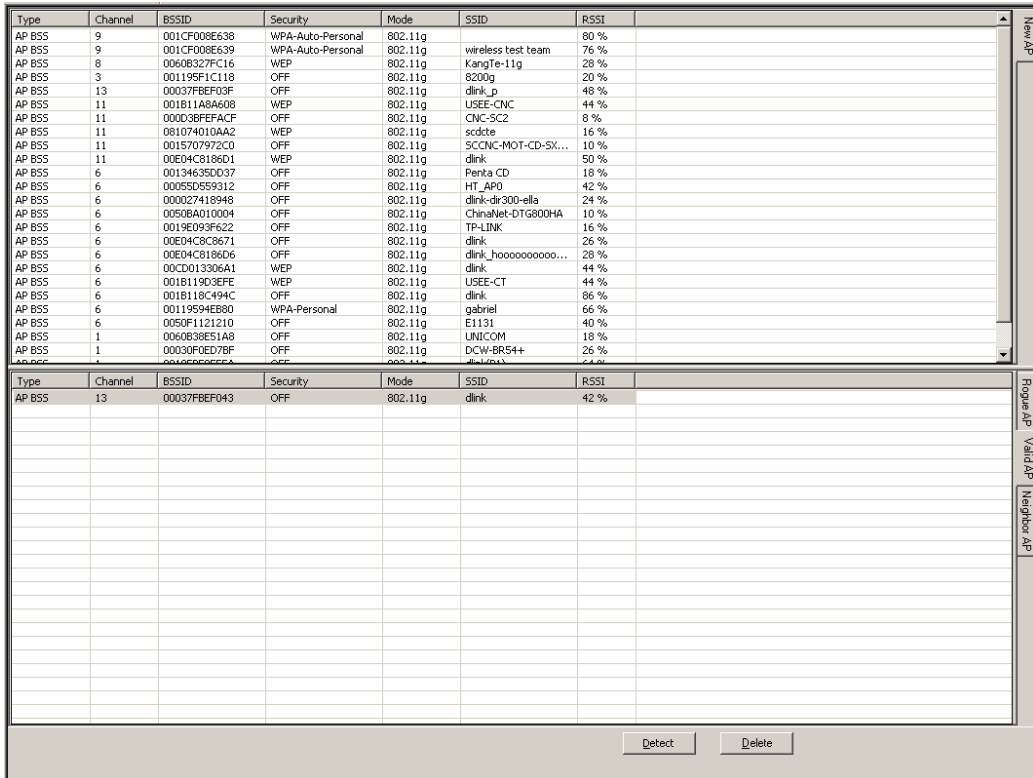 Type Channel BSSID Security Mode SSID RSSI
AP BSS 9 001CF008E638 WPA-Auto-Personal 802.11g 80 %
AP BSS 9 001CF008E639 WPA-Auto-Personal 802.11g wireless test team 76 %
AP BSS 8 0060B327FC16 WEP 802.11g KangTe-11g 28 %
AP BSS 3 001195F1C118 OFF 802.11g 8200g 20 %
AP BSS 13 00037FBEF03F OFF 802.11g dlink_p 48 %
AP BSS 11 001B11A8A608 WEP 802.11g USEE-CNC 44 %
AP BSS 11 000D3BFEFACF OFF 802.11g CNC-SC2 8 %
AP BSS 11 081074010AA2 WEP 802.11g scdcte 16 %
AP BSS 11 0015707972C0 OFF 802.11g SCCNC-MOT-CD-SX... 10 %
AP BSS 11 00E04C8186D1 WEP 802.11g dlink 50 %
AP BSS 6 00134635DD37 OFF 802.11g Penta CD 18 %
AP BSS 6 00055D559312 OFF 802.11g HT_AP0 42 %
AP BSS 6 000027418948 OFF 802.11g dlink-dir300-ella 24 %
AP BSS 6 0050BA010004 OFF 802.11g ChinaNet-DTG800HA 10 %
AP BSS 6 0019E093F622 OFF 802.11g TP-LINK 16 %
AP BSS 6 00E04C8C8671 OFF 802.11g dlink 26 %
AP BSS 6 00E04C8186D6 OFF 802.11g dlink_hoooooooooo... 28 %
AP BSS 6 00CD013306A1 WEP 802.11g dlink 44 %
AP BSS 6 001B119D3EFE WEP 802.11g USEE-CT 44 %
AP BSS 6 001B118C494C OFF 802.11g dlink 86 %
AP BSS 6 00119594EB80 WPA-Personal 802.11g gabriel 66 %
AP BSS 6 0050F1121210 OFF 802.11g E1131 40 %
AP BSS 1 0060B38E51A8 OFF 802.11g UNICOM 18 %
AP BSS 1 00030F0ED7BF OFF 802.11g DCW-BR54+ 26 %
New AP
Type Channel BSSID Security Mode SSID RSSI
AP BSS 13 00037FBEF043 OFF 802.11g dlink 42 %
Rogue AP
Valid AP
Neighbor AP
Detect Delete